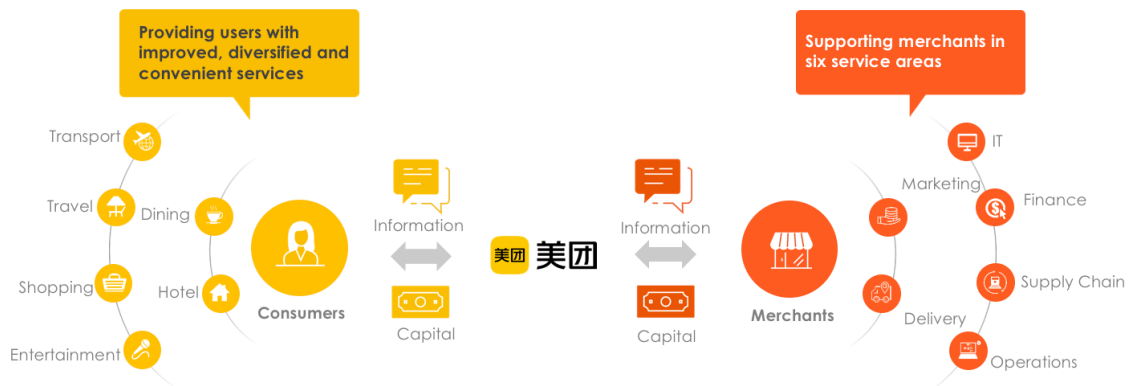 Providing users with
improved, diversified and
convenient services
Supporting merchants in
six service areas
Transport
Travel
Dining
Shopping
Hotel
Entertainment
Consumers
Information
Capital
美团 美团
Information
Capital
Merchants
IT
Marketing
Finance
Supply Chain
Delivery
Operations